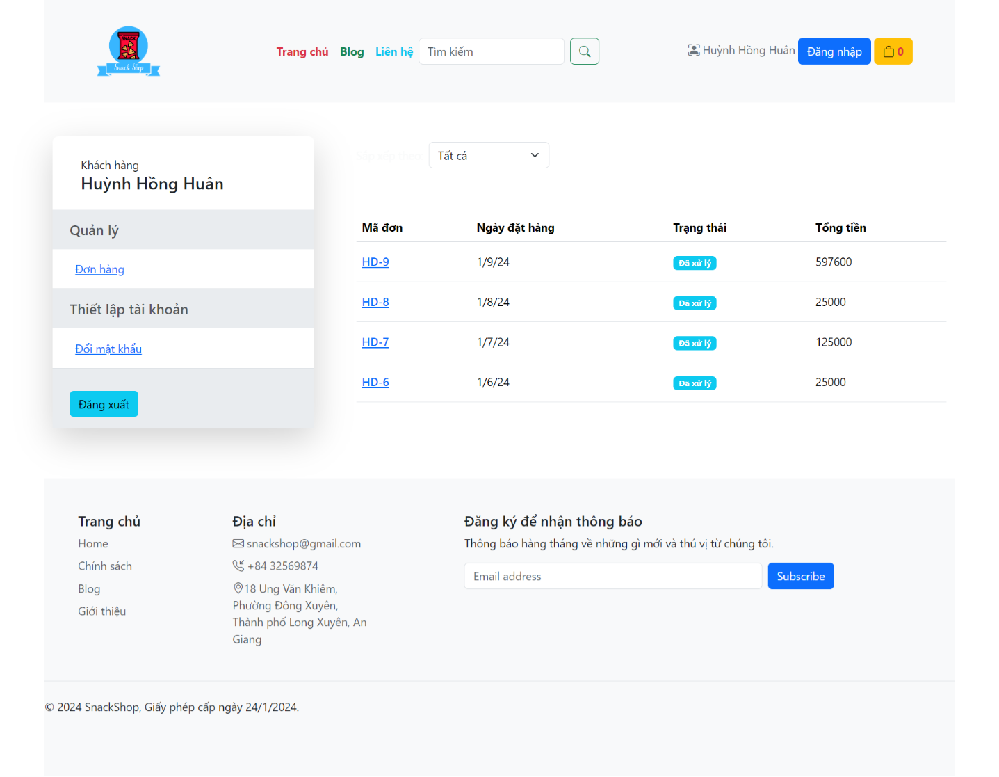 SNACK
Snack Shop
Trang chủ Blog Liên hệ Tìm kiếm
Huỳnh Hồng Huân Đăng nhập 0
Khách hàng
Huỳnh Hồng Huân
Quản lý
Đơn hàng
Thiết lập tài khoản
Đổi mật khẩu
Đăng xuất
Sắp xếp theo: Tất cả
Mã đơn Ngày đặt hàng Trạng thái Tổng tiền
HD-9 1/9/24 Đã xử lý 597600
HD-8 1/8/24 Đã xử lý 25000
HD-7 1/7/24 Đã xử lý 125000
HD-6 1/6/24 Đã xử lý 25000
Trang chủ
Home
Chính sách
Blog
Giới thiệu
Địa chỉ
snackshop@gmail.com
+84 32569874
18 Ung Văn Khiêm,
Phường Đông Xuyên,
Thành phố Long Xuyên, An
Giang
Đăng ký để nhận thông báo
Thông báo hàng tháng về những gì mới và thú vị từ chúng tôi.
Email address Subscribe
© 2024 SnackShop, Giấy phép cấp ngày 24/1/2024.